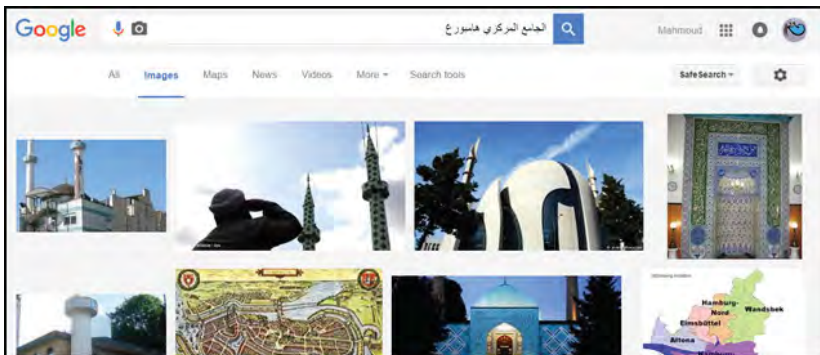 Google الجامع المركزي هامبورغ Mahmoud
All Images Maps News Videos More Search tools SafeSearch
Hamburg-
Nord
Wandsbek
Eimsbüttel
Altona